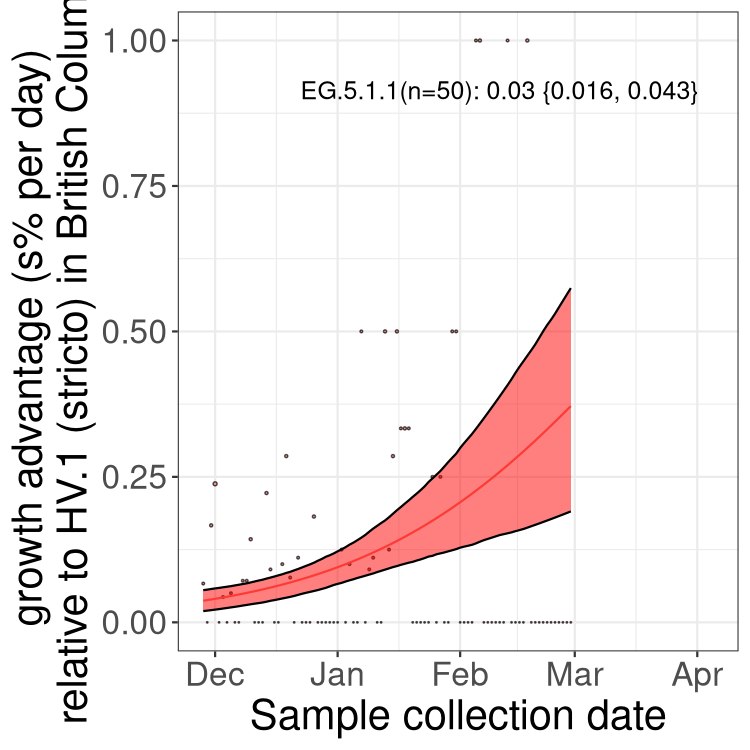 growth advantage (s% per day)
relative to HV.1 (stricto) in British Colum
1.00
0.75
0.50
0.25
0.00
EG.5.1.1(n=50): 0.03 {0.016, 0.043}
Dec Jan Feb Mar Apr
Sample collection date